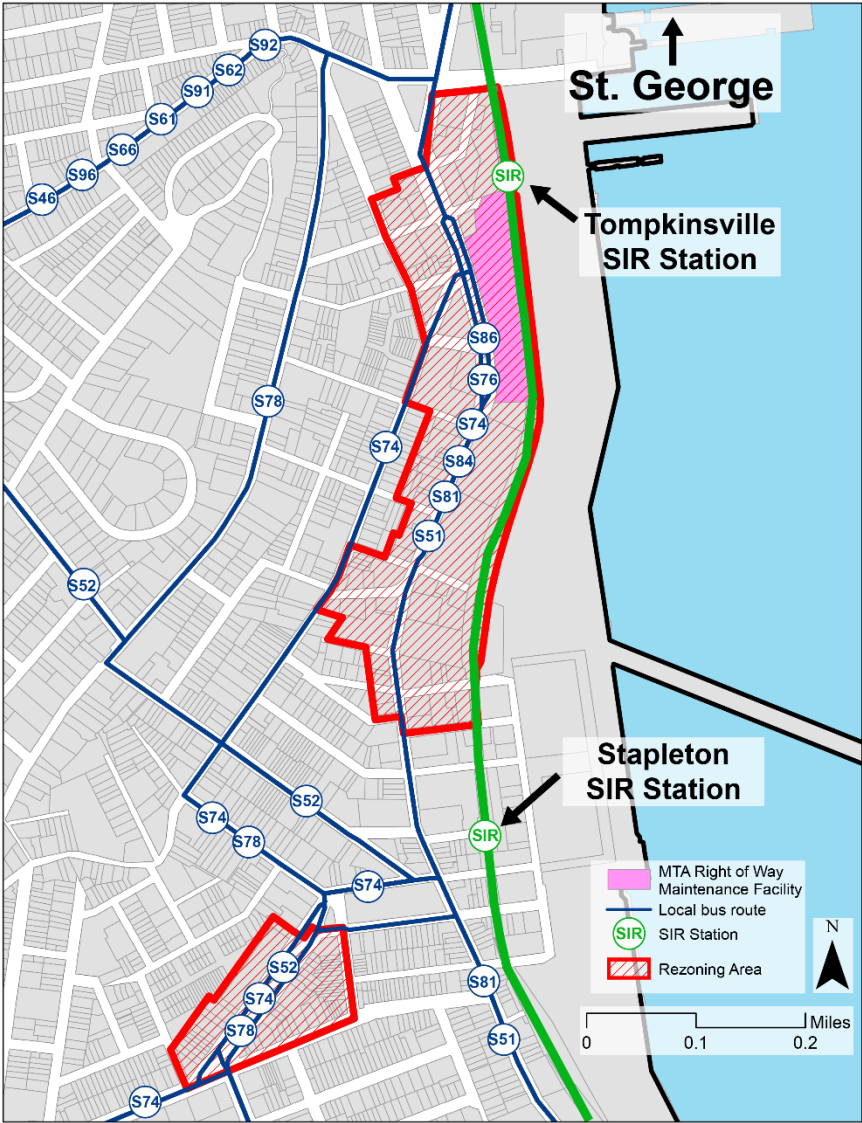 St. George
S92
S62
S91
S61
S66
S96
S46
SIR
Tompkinsville
SIR Station
S86
S76
S78
S74
S74
S84
S81
S51
S52
Stapleton
SIR Station
S52
S74
S78
SIR
S74
MTA Right of Way
Maintenance Facility
Local bus route
SIR
SIR Station
Rezoning Area
N
S52
S74
S78
S81
S51
Miles
0
0.1
0.2
S74